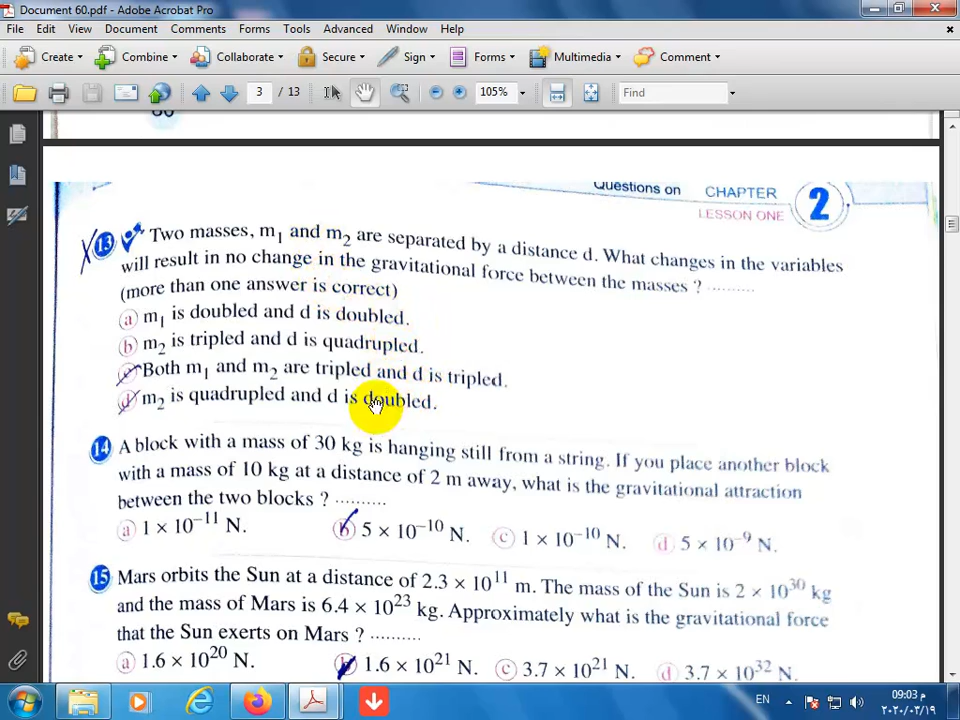 Document 60.pdf - Adobe Acrobat Pro
File Edit View Document Comments Forms Tools Advanced Window Help
Create Combine Collaborate Secure Sign Forms Multimedia Comment
3 / 13 105% Find
60
Questions on CHAPTER 2
LESSON ONE
13 Two masses, m1 and m2 are separated by a distance d. What changes in the variables
will result in no change in the gravitational force between the masses ? ..........
(more than one answer is correct)
a m1 is doubled and d is doubled.
b m2 is tripled and d is quadrupled.
c Both m1 and m2 are tripled and d is tripled.
d m2 is quadrupled and d is doubled.
14 A block with a mass of 30 kg is hanging still from a string. If you place another block
with a mass of 10 kg at a distance of 2 m away, what is the gravitational attraction
between the two blocks ? ..........
a 1 × 10⁻¹¹ N. b 5 × 10⁻¹⁰ N. c 1 × 10⁻¹⁰ N. d 5 × 10⁻⁹ N.
15 Mars orbits the Sun at a distance of 2.3 × 10¹¹ m. The mass of the Sun is 2 × 10³⁰ kg
and the mass of Mars is 6.4 × 10²³ kg. Approximately what is the gravitational force
that the Sun exerts on Mars ? ..........
a 1.6 × 10²⁰ N. b 1.6 × 10²¹ N. c 3.7 × 10²¹ N. d 3.7 × 10³² N.
EN 09:03 م
٢٠٢٠/٠٣/١٩